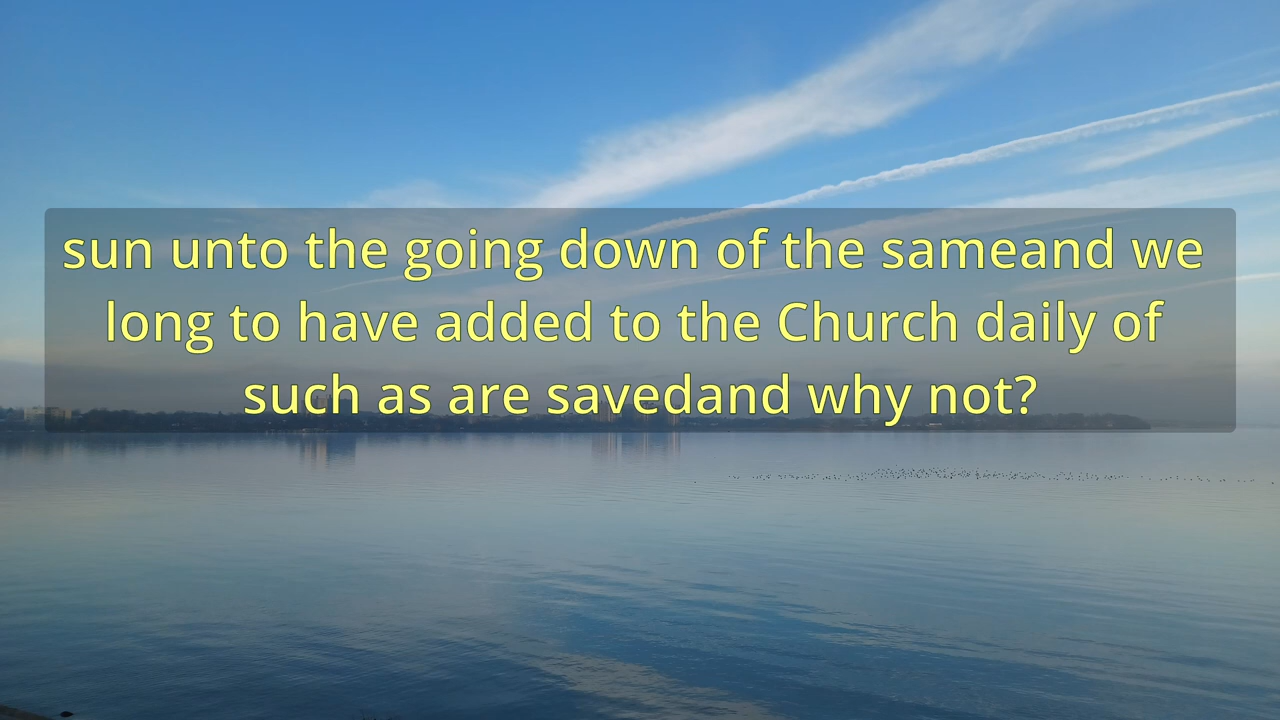 sun unto the going down of the sameand we
long to have added to the Church daily of
such as are savedand why not?